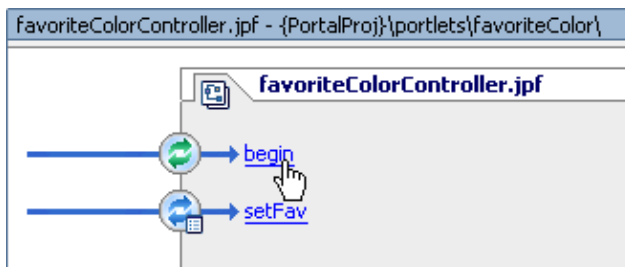 favoriteColorController.jpf - {PortalProj}\portlets\favoriteColor\
favoriteColorController.jpf
begin
setFav